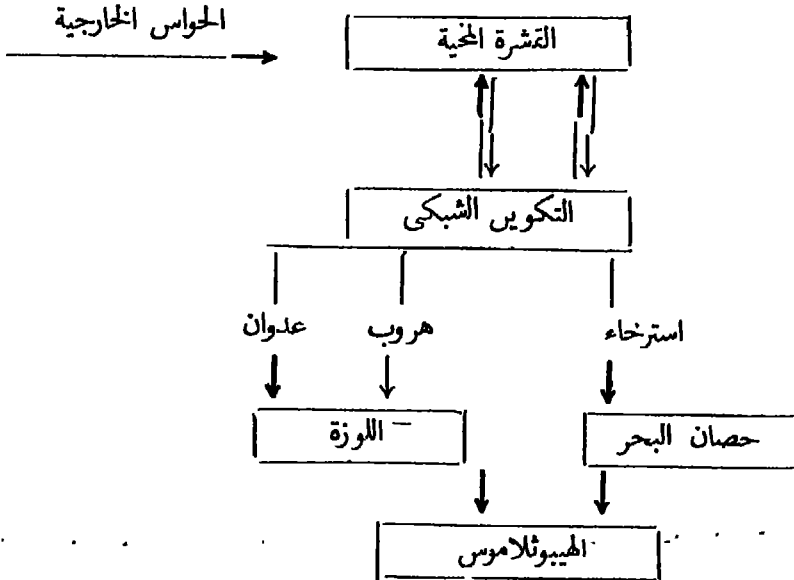 الحواس الخارجية
القشرة المخية
التكوين الشبكى
استرخاء
هروب
عدوان
حصان البحر
اللوزة
الهيبوثلاموس